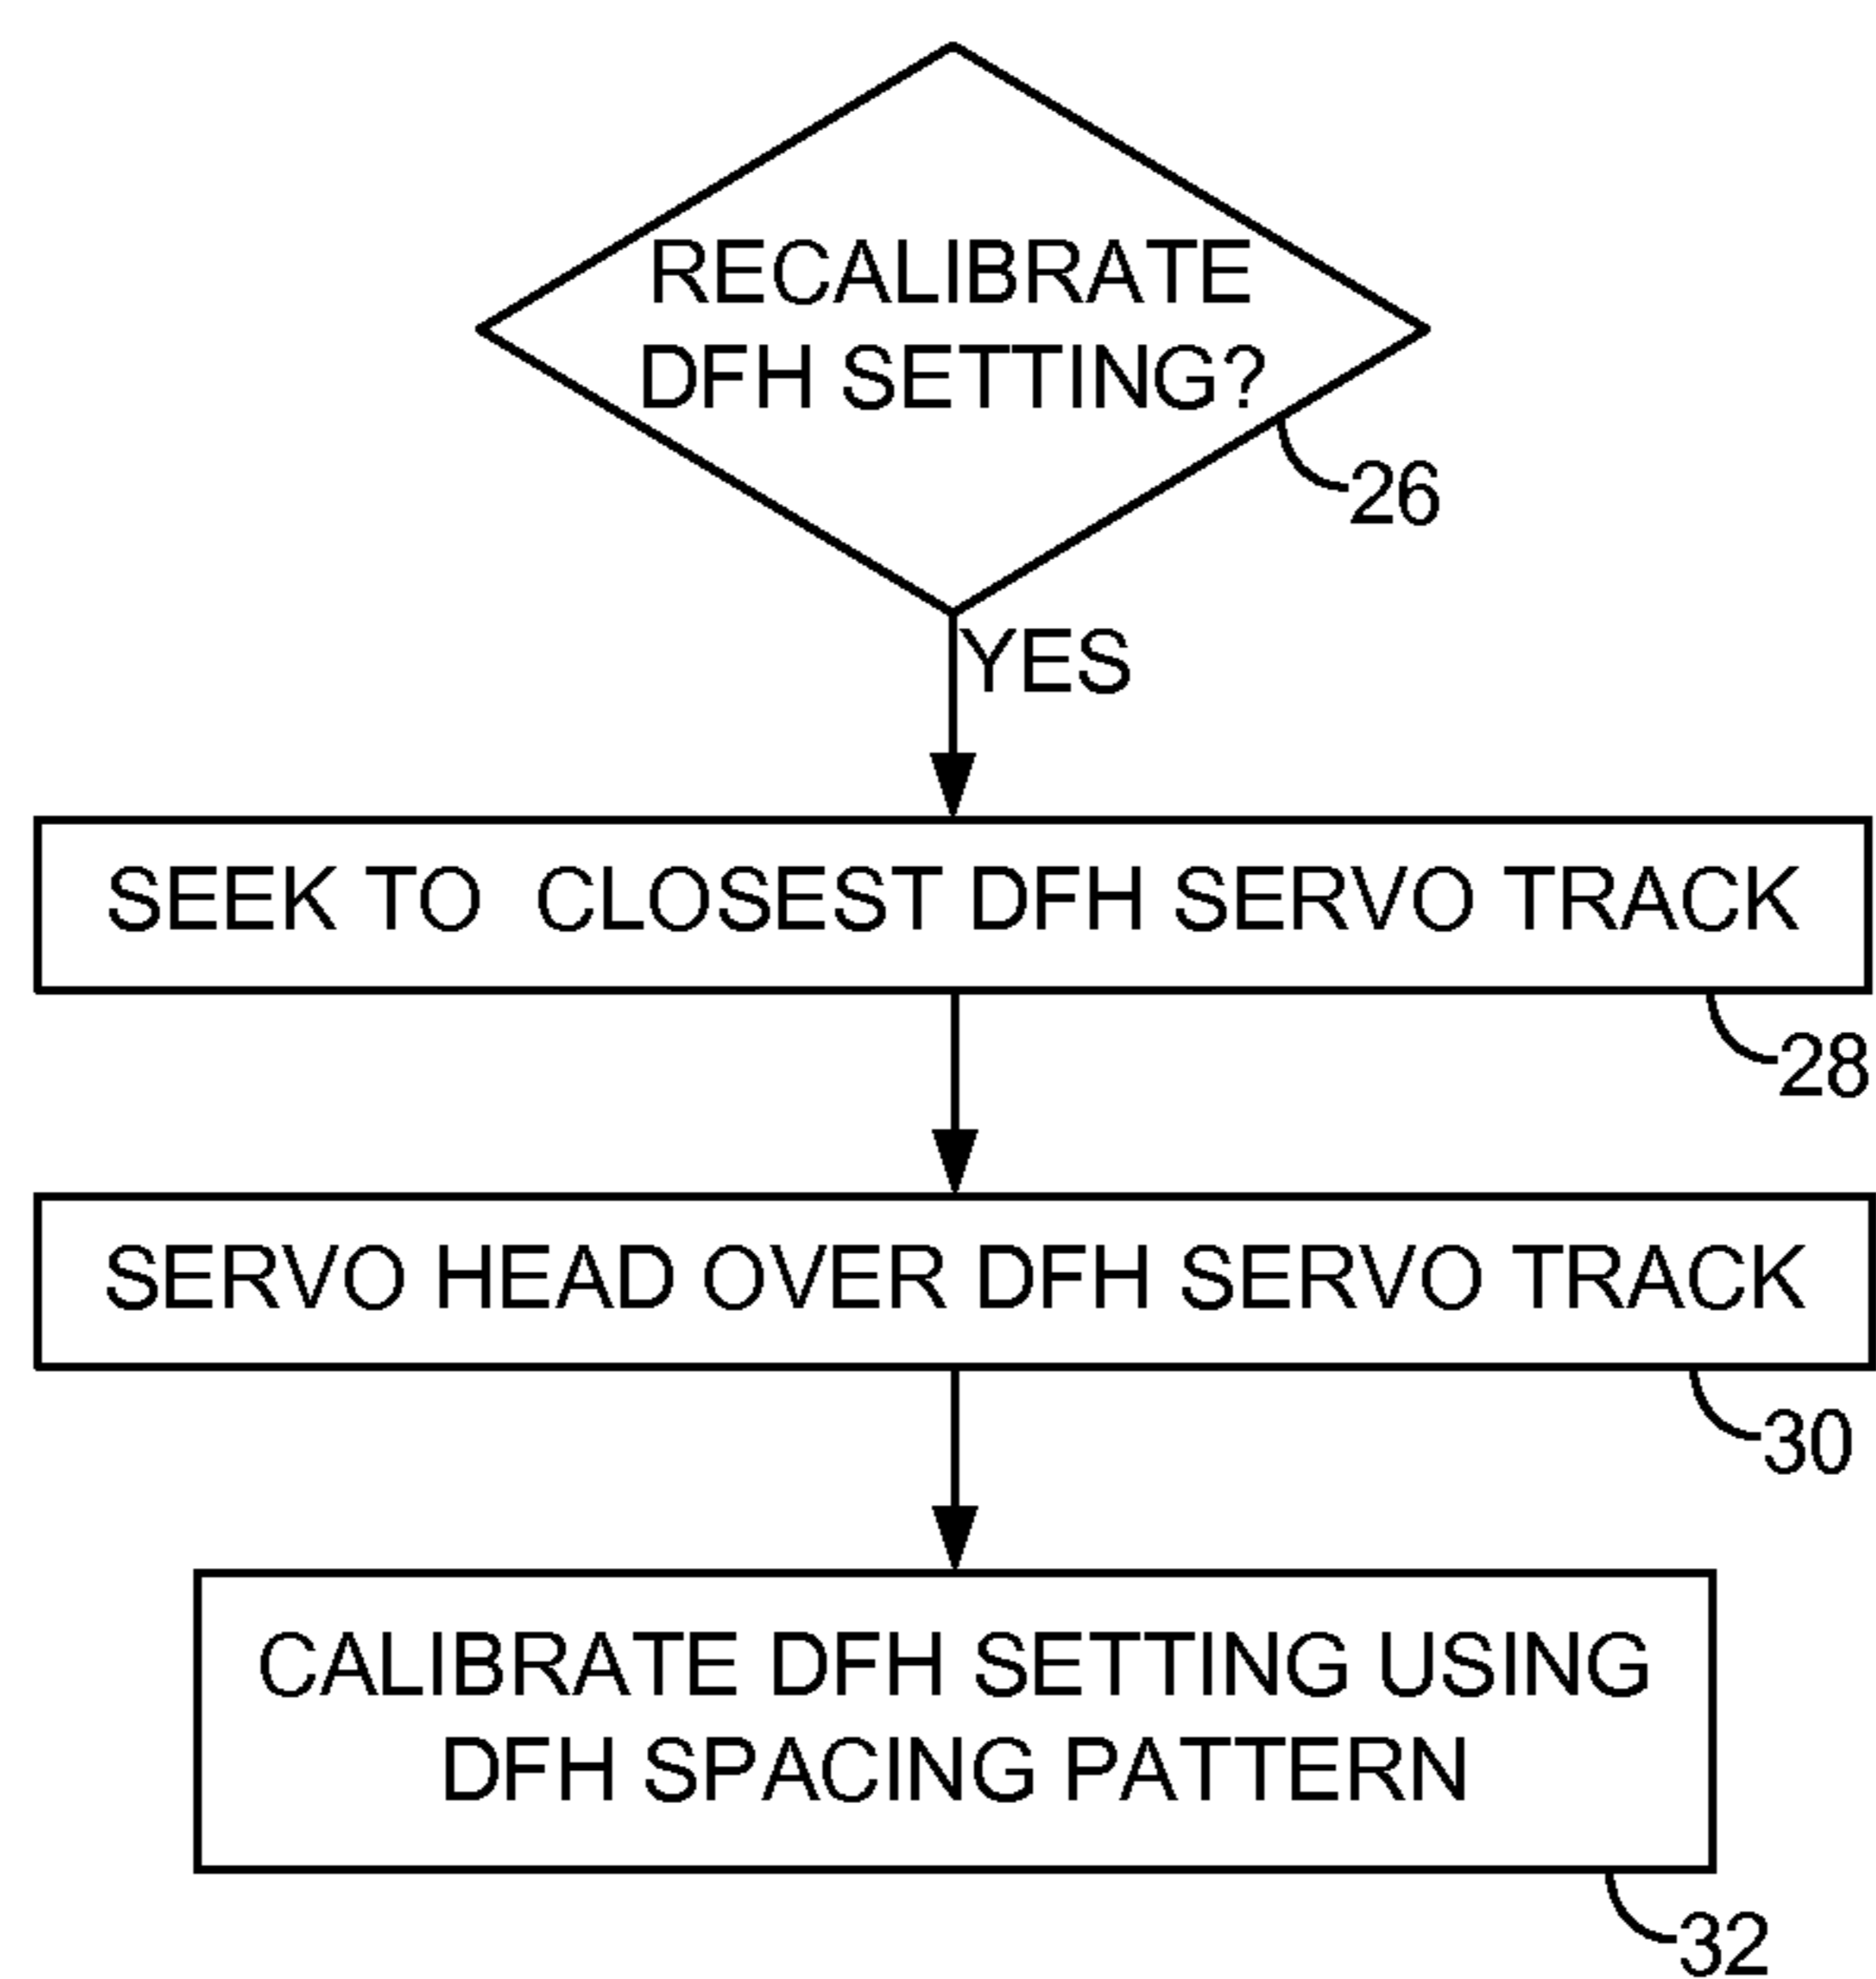 RECALIBRATE
DFH SETTING?
26
YES
SEEK TO CLOSEST DFH SERVO TRACK
28
SERVO HEAD OVER DFH SERVO TRACK
30
CALIBRATE DFH SETTING USING
DFH SPACING PATTERN
32